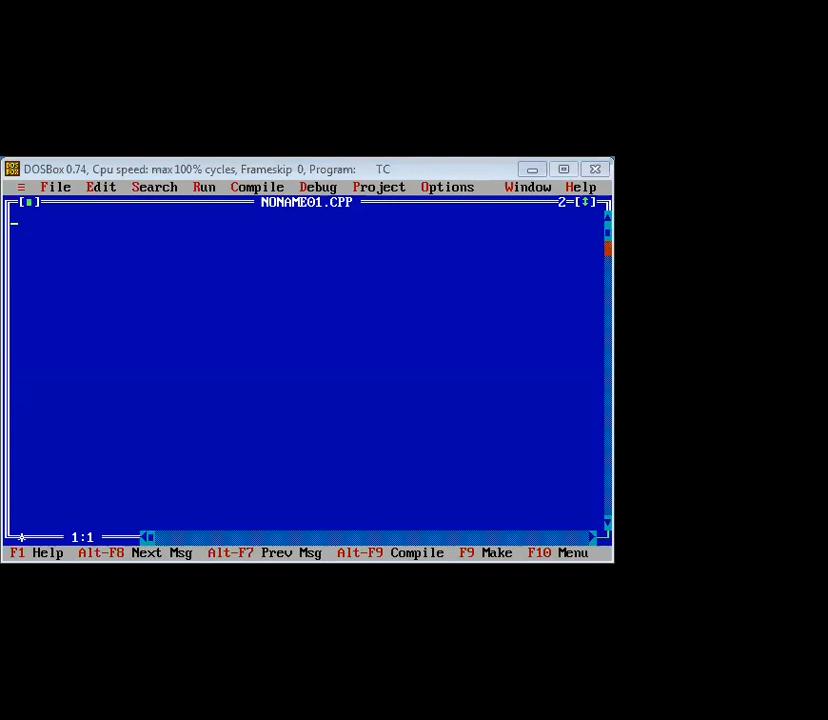 DOSBox 0.74, Cpu speed: max 100% cycles, Frameskip 0, Program: TC
≡ File Edit Search Run Compile Debug Project Options Window Help
[■] NONAME01.CPP 2=[↕]
* 1:1
F1 Help Alt-F8 Next Msg Alt-F7 Prev Msg Alt-F9 Compile F9 Make F10 Menu